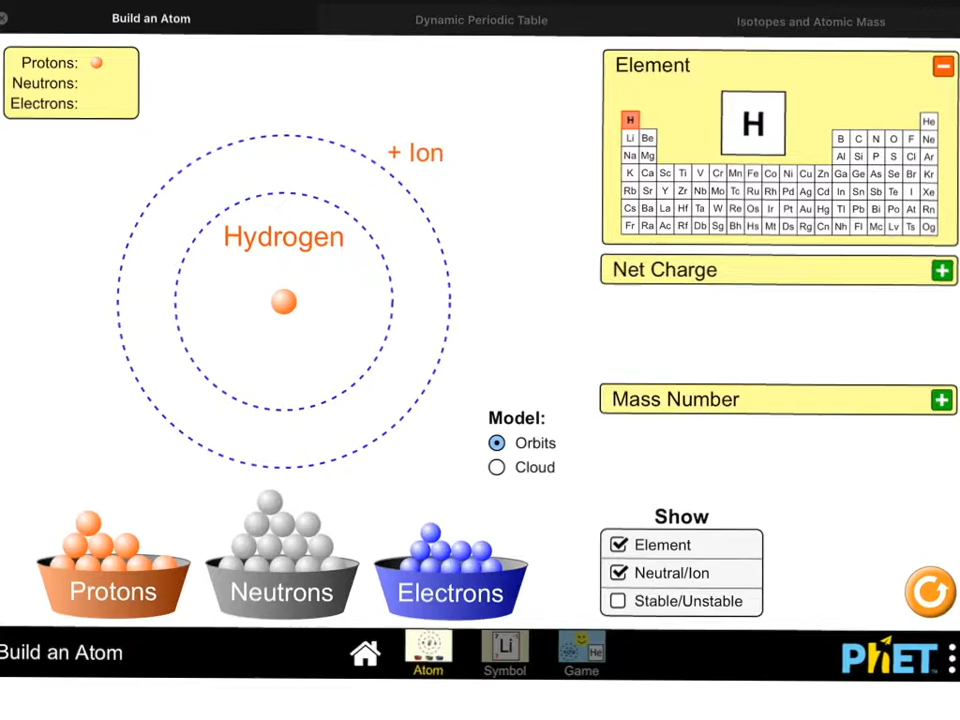 Build an Atom
Dynamic Periodic Table
Isotopes and Atomic Mass
Protons:
Neutrons:
Electrons:
+ Ion
Hydrogen
Element
H
H He
Li Be B C N O F Ne
Na Mg Al Si P S Cl Ar
K Ca Sc Ti V Cr Mn Fe Co Ni Cu Zn Ga Ge As Se Br Kr
Rb Sr Y Zr Nb Mo Tc Ru Rh Pd Ag Cd In Sn Sb Te I Xe
Cs Ba La Hf Ta W Re Os Ir Pt Au Hg Tl Pb Bi Po At Rn
Fr Ra Ac Rf Db Sg Bh Hs Mt Ds Rg Cn Nh Fl Mc Lv Ts Og
Net Charge
Mass Number
Model:
Orbits
Cloud
Protons
Neutrons
Electrons
Show
Element
Neutral/Ion
Stable/Unstable
Build an Atom
Atom
Li
Symbol
He
Game
PhET